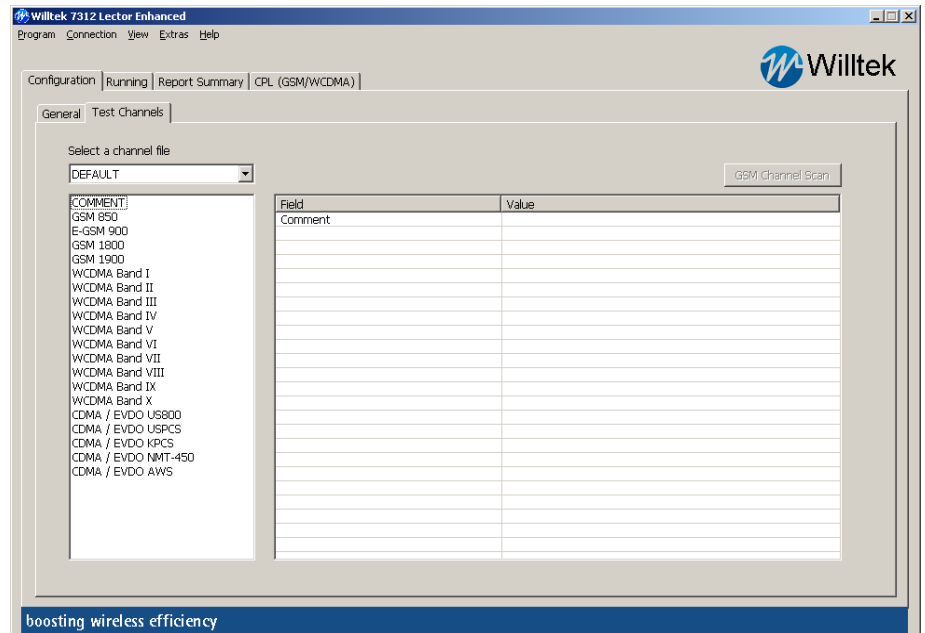 Willtek 7312 Lector Enhanced
Program Connection View Extras Help
Willtek
Configuration Running Report Summary CPL (GSM/WCDMA)
General Test Channels
Select a channel file
DEFAULT
GSM Channel Scan
COMMENT
GSM 850
E-GSM 900
GSM 1800
GSM 1900
WCDMA Band I
WCDMA Band II
WCDMA Band III
WCDMA Band IV
WCDMA Band V
WCDMA Band VI
WCDMA Band VII
WCDMA Band VIII
WCDMA Band IX
WCDMA Band X
CDMA / EVDO US800
CDMA / EVDO USPCS
CDMA / EVDO KPCS
CDMA / EVDO NMT-450
CDMA / EVDO AWS
Field Value
Comment
boosting wireless efficiency